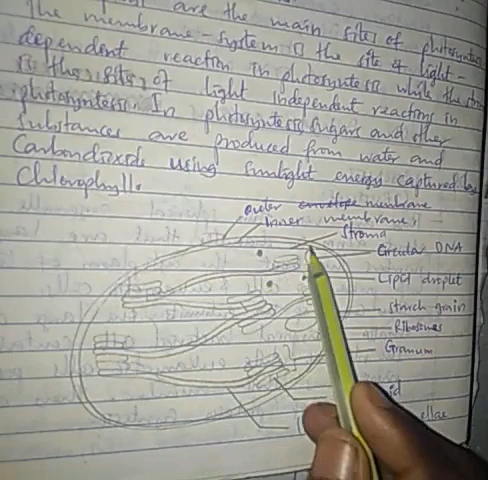 are the main sites of photosynthesis
The membrane-system is the site of light-
dependent reaction in photosynthesis while the
is the site of light independent reaction in
photosynthesis. In photosynthesis sugars and other
Substances are produced from water and
Carbondioxide using sunlight energy captured by
Chlorophyll.
outer membrane
Inner membrane
Stroma
Circular DNA
Lipid droplet
Starch grain
Ribosomes
Granum